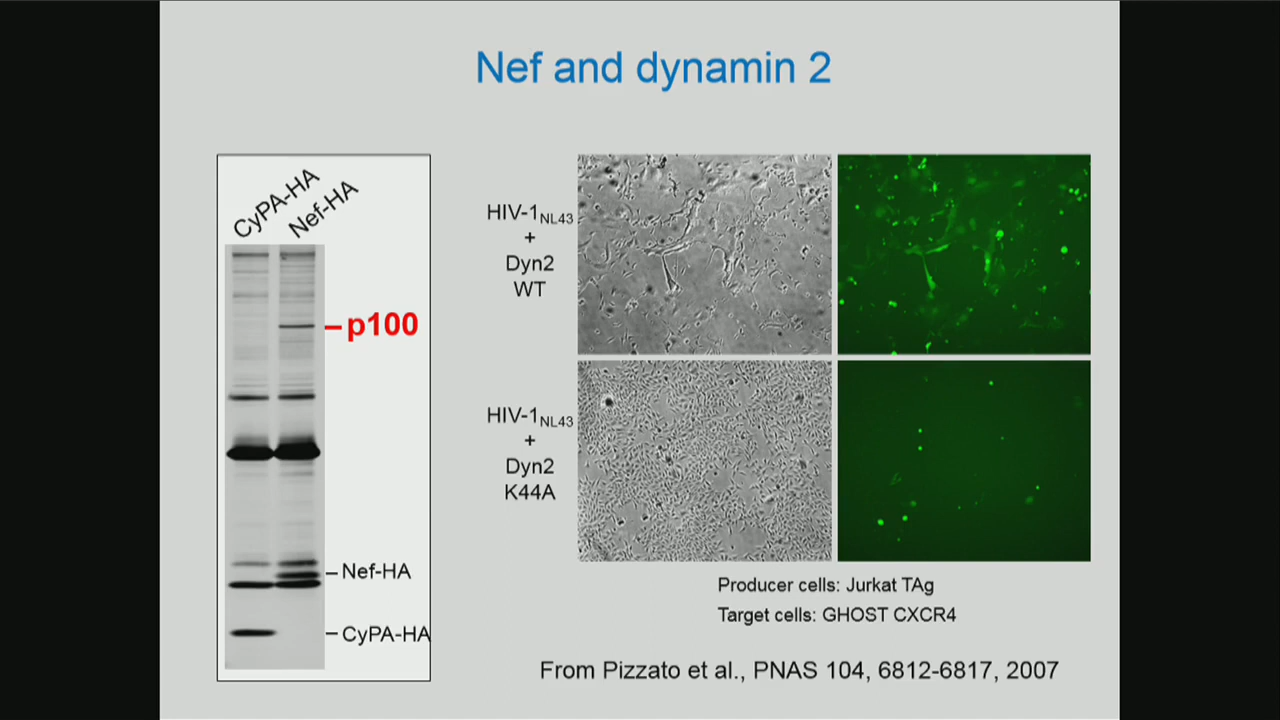 Nef and dynamin 2
CyPA-HA
Nef-HA
p100
Nef-HA
CyPA-HA
HIV-1NL43
+
Dyn2
WT
HIV-1NL43
+
Dyn2
K44A
Producer cells: Jurkat TAg
Target cells: GHOST CXCR4
From Pizzato et al., PNAS 104, 6812-6817, 2007